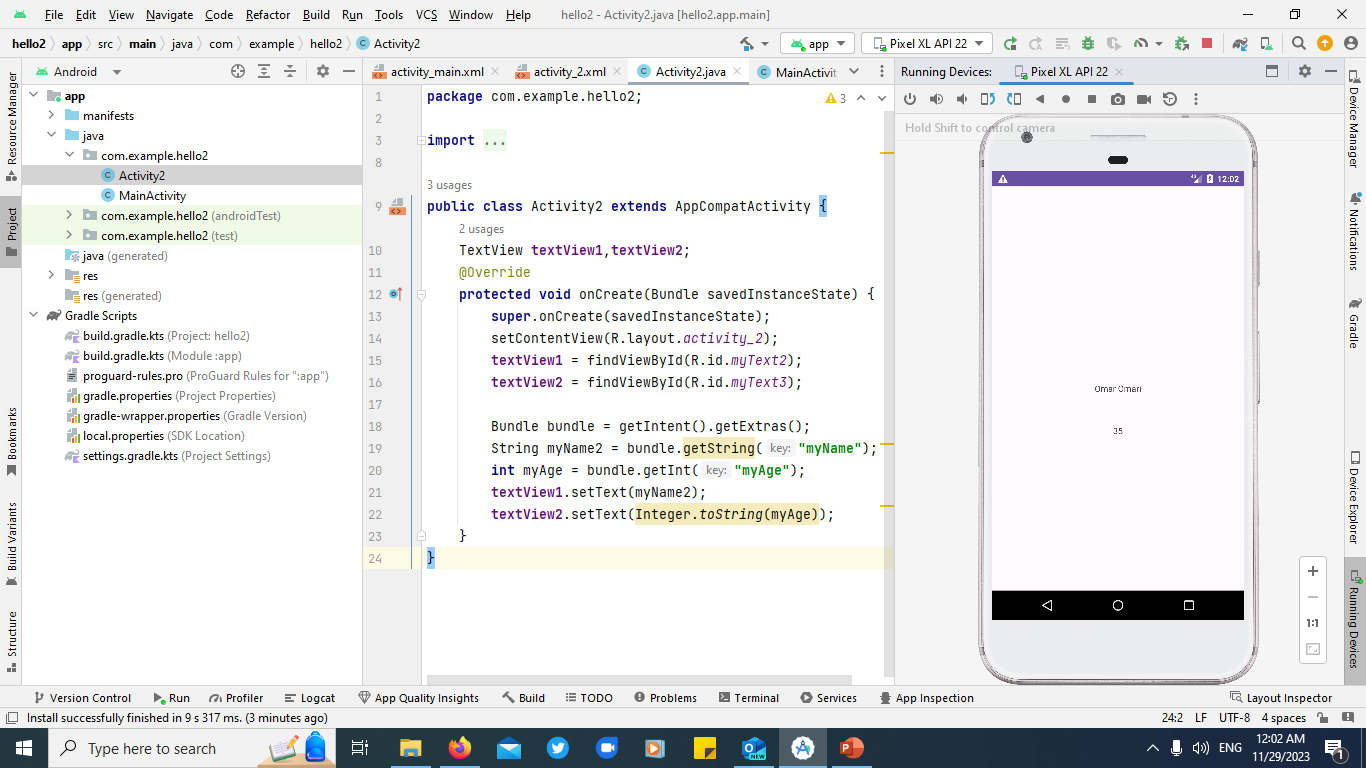 File Edit View Navigate Code Refactor Build Run Tools VCS Window Help hello2 - Activity2.java [hello2.app.main]
hello2 app src main java com example hello2 Activity2
app Pixel XL API 22
Android
activity_main.xml activity_2.xml Activity2.java MainActivit
Running Devices: Pixel XL API 22
Resource Manager
Project
Bookmarks
Build Variants
Structure
app
manifests
java
com.example.hello2
Activity2
MainActivity
com.example.hello2 (androidTest)
com.example.hello2 (test)
java (generated)
res
res (generated)
Gradle Scripts
build.gradle.kts (Project: hello2)
build.gradle.kts (Module :app)
proguard-rules.pro (ProGuard Rules for ":app")
gradle.properties (Project Properties)
gradle-wrapper.properties (Gradle Version)
local.properties (SDK Location)
settings.gradle.kts (Project Settings)
1 package com.example.hello2; 3
2
3 import ...
8
3 usages
9 public class Activity2 extends AppCompatActivity {
2 usages
10 TextView textView1,textView2;
11 @Override
12 protected void onCreate(Bundle savedInstanceState) {
13 super.onCreate(savedInstanceState);
14 setContentView(R.layout.activity_2);
15 textView1 = findViewById(R.id.myText2);
16 textView2 = findViewById(R.id.myText3);
17
18 Bundle bundle = getIntent().getExtras();
19 String myName2 = bundle.getString( key: "myName");
20 int myAge = bundle.getInt( key: "myAge");
21 textView1.setText(myName2);
22 textView2.setText(Integer.toString(myAge));
23 }
24 }
Hold Shift to control camera
12:02
Omar Omari
35
1:1
Device Manager
Notifications
Gradle
Device Explorer
Running Devices
Version Control Run Profiler Logcat App Quality Insights Build TODO Problems Terminal Services App Inspection Layout Inspector
Install successfully finished in 9 s 317 ms. (3 minutes ago) 24:2 LF UTF-8 4 spaces
Type here to search
NEW
ENG
12:02 AM
11/29/2023
1